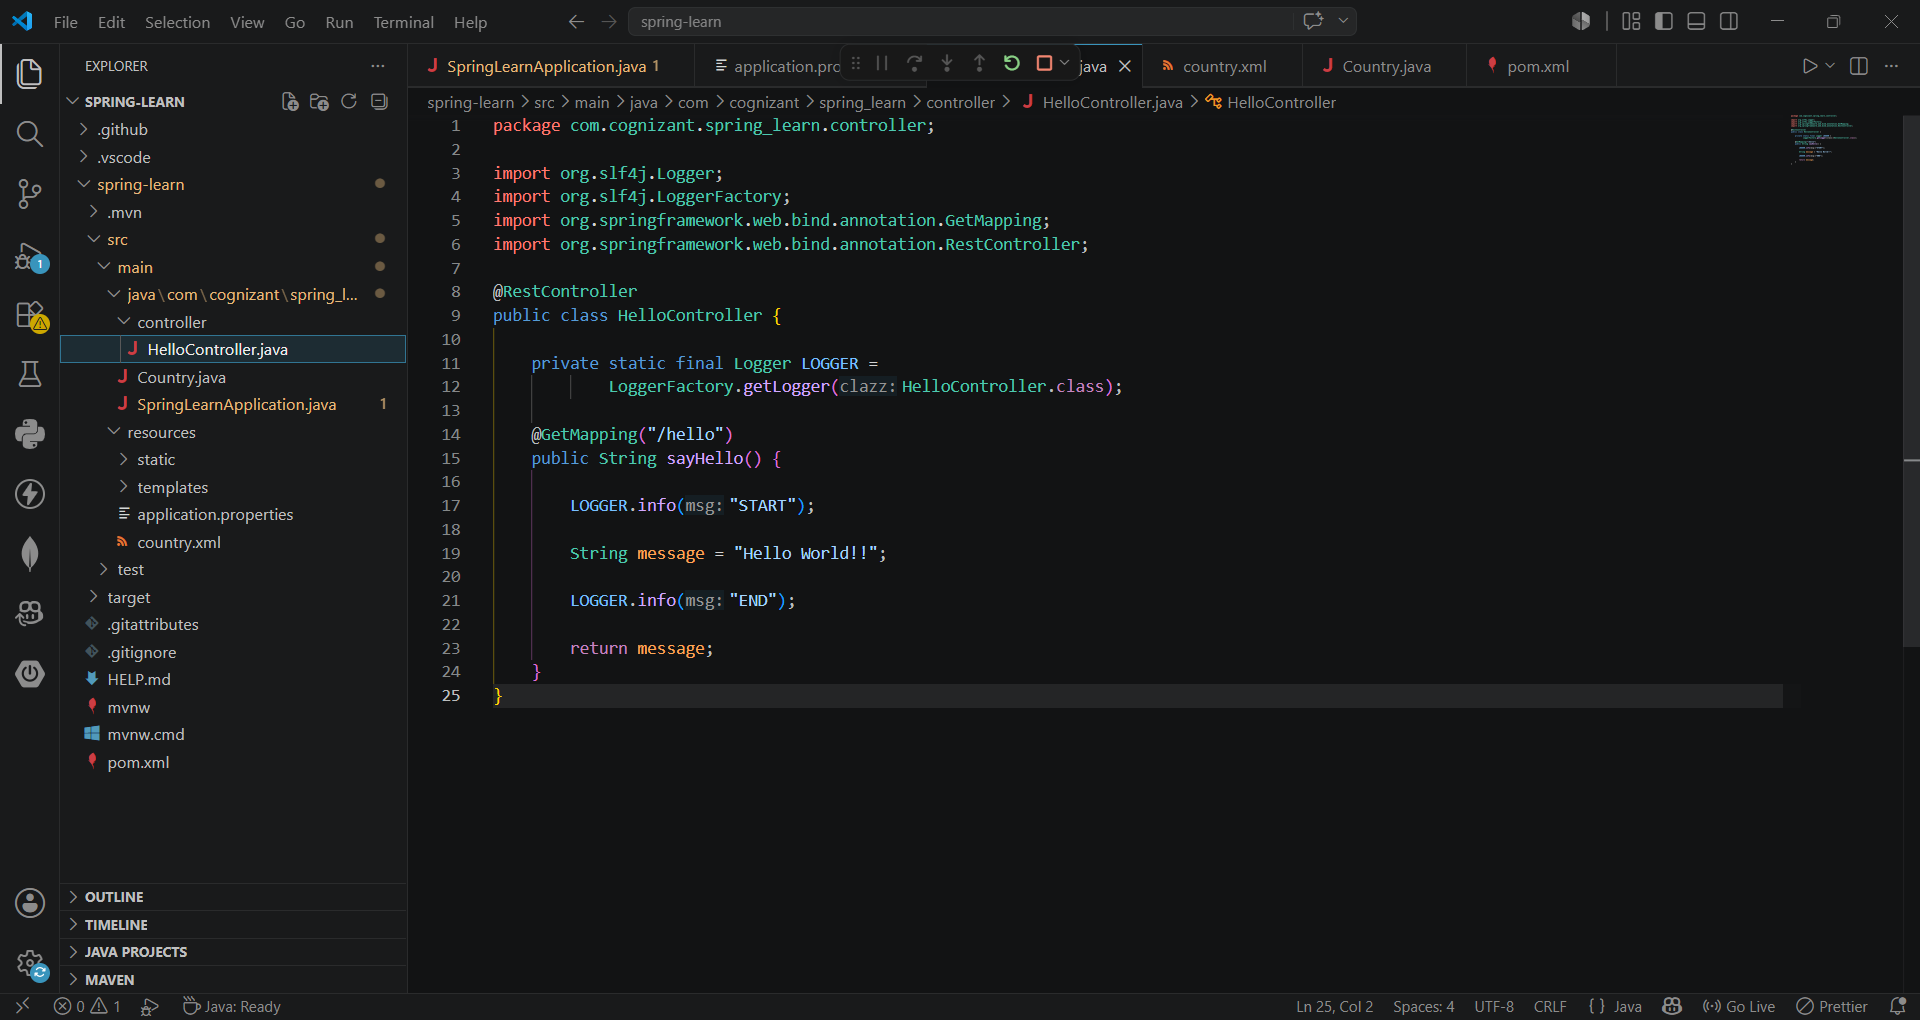 File Edit Selection View Go Run Terminal Help
spring-learn
EXPLORER
SPRING-LEARN
.github
.vscode
spring-learn
.mvn
src
main
java\com\cognizant\spring_l...
controller
HelloController.java
Country.java
SpringLearnApplication.java 1
resources
static
templates
application.properties
country.xml
test
target
.gitattributes
.gitignore
HELP.md
mvnw
mvnw.cmd
pom.xml
OUTLINE
TIMELINE
JAVA PROJECTS
MAVEN
1
SpringLearnApplication.java 1 application.pro java country.xml Country.java pom.xml
spring-learn > src > main > java > com > cognizant > spring_learn > controller > HelloController.java > HelloController
1 package com.cognizant.spring_learn.controller;
2
3 import org.slf4j.Logger;
4 import org.slf4j.LoggerFactory;
5 import org.springframework.web.bind.annotation.GetMapping;
6 import org.springframework.web.bind.annotation.RestController;
7
8 @RestController
9 public class HelloController {
10
11 private static final Logger LOGGER =
12 LoggerFactory.getLogger(clazz: HelloController.class);
13
14 @GetMapping("/hello")
15 public String sayHello() {
16
17 LOGGER.info(msg: "START");
18
19 String message = "Hello World!!";
20
21 LOGGER.info(msg: "END");
22
23 return message;
24 }
25 }
0 1 Java: Ready Ln 25, Col 2 Spaces: 4 UTF-8 CRLF {} Java Go Live Prettier